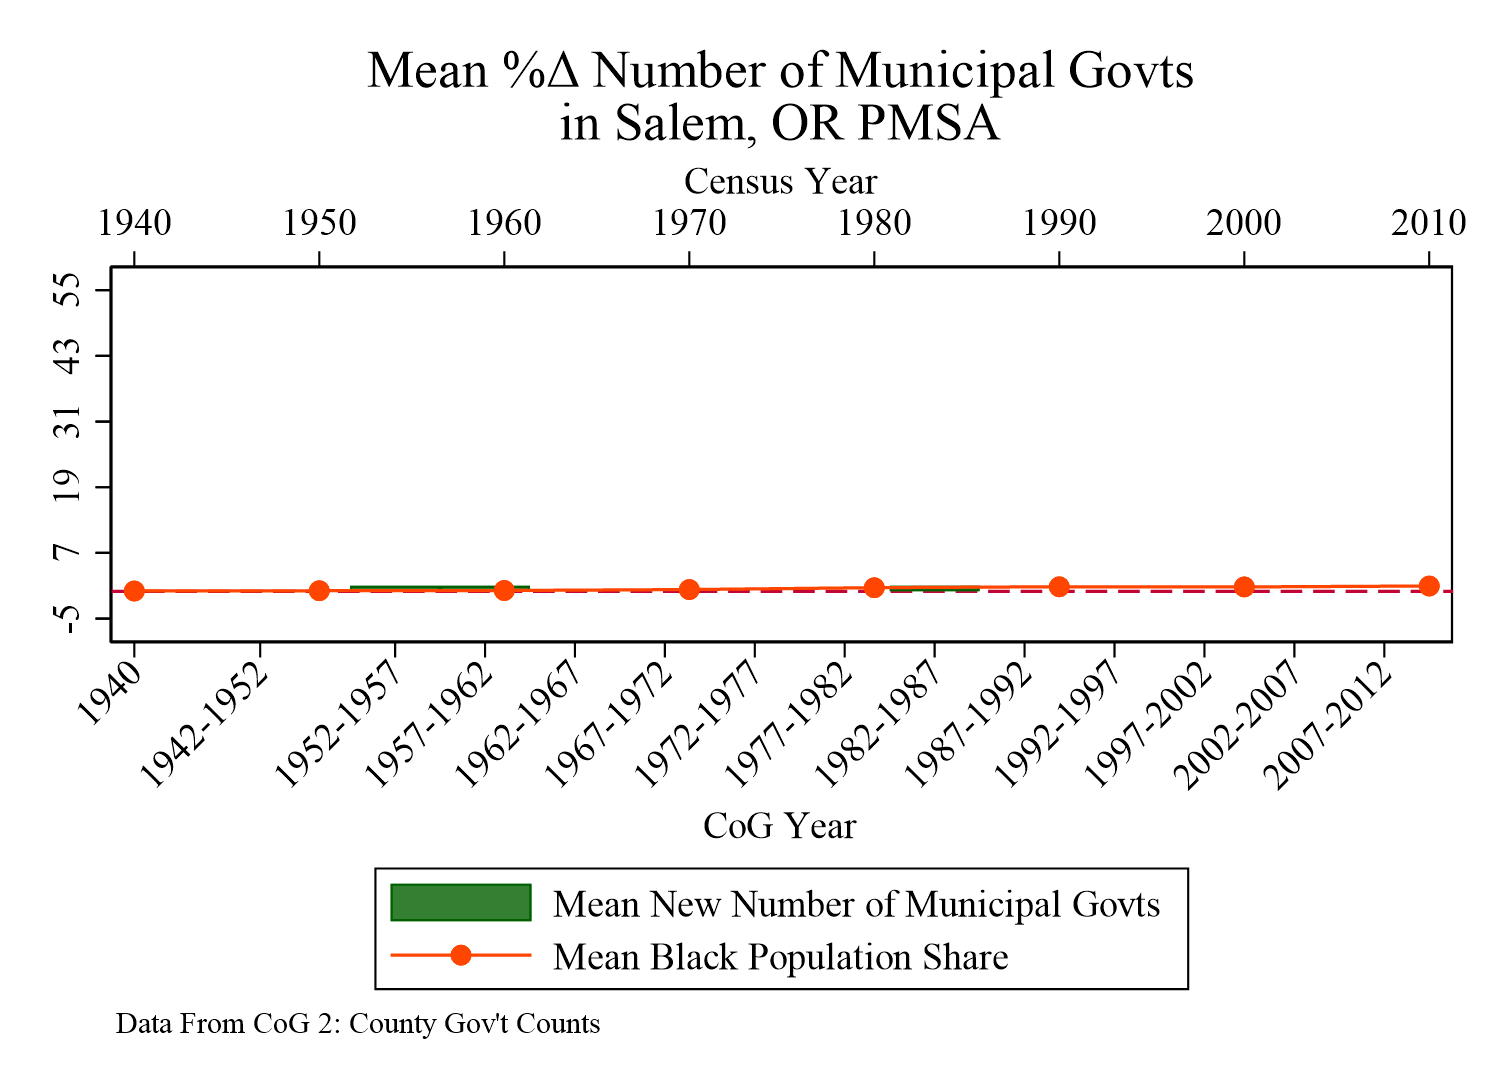 Mean %Δ Number of Municipal Govts
in Salem, OR PMSA
Census Year
1940 1950 1960 1970 1980 1990 2000 2010
55
43
31
19
7
-5
1940 1942-1952 1952-1957 1957-1962 1962-1967 1967-1972 1972-1977 1977-1982 1982-1987 1987-1992 1992-1997 1997-2002 2002-2007 2007-2012
CoG Year
Mean New Number of Municipal Govts
Mean Black Population Share
Data From CoG 2: County Gov't Counts